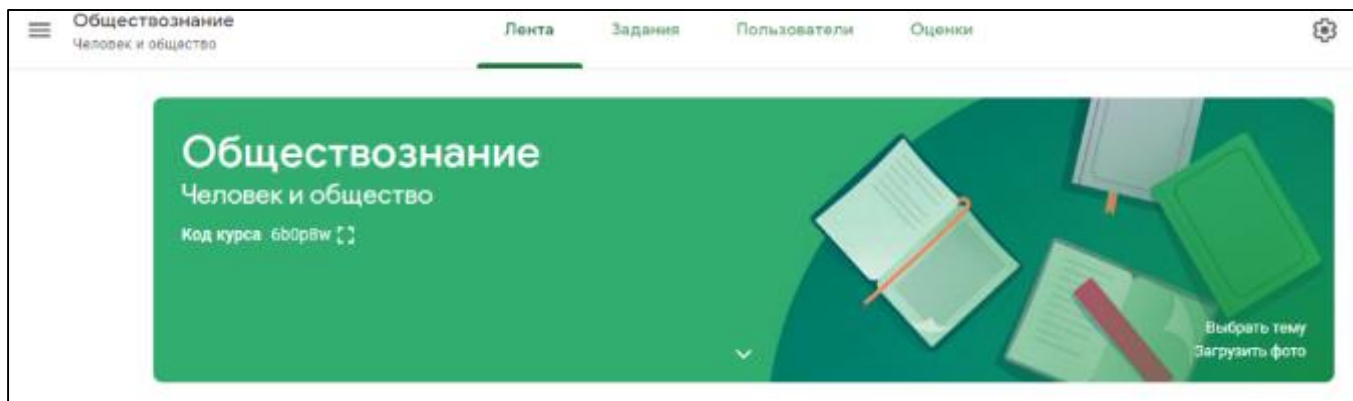 Обществознание
Человек и общество
Лента Задания Пользователи Оценки
Обществознание
Человек и общество
Код курса 6b0p8w
Выбрать тему
Загрузить фото